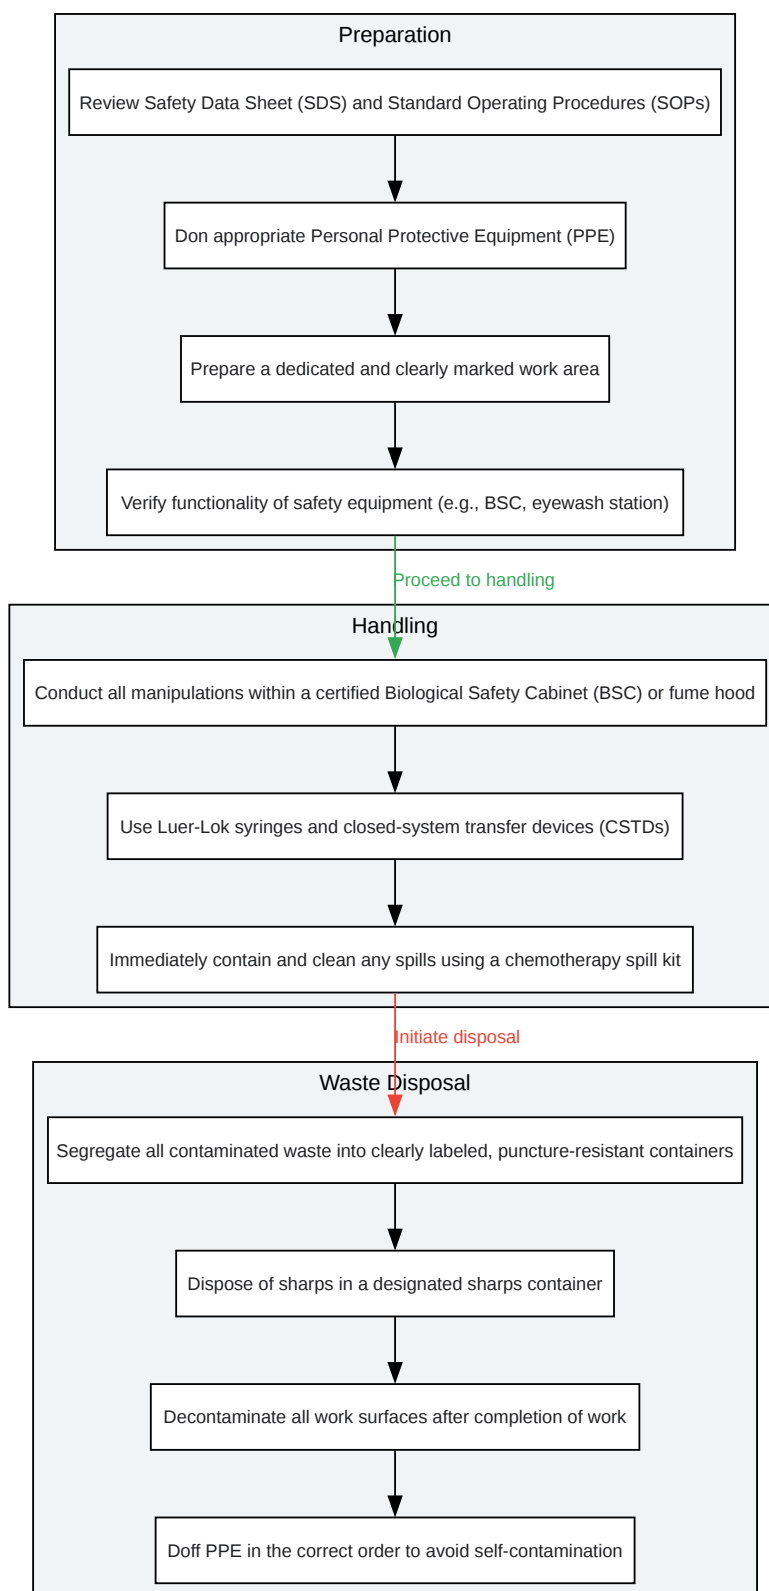 Preparation
Review Safety Data Sheet (SDS) and Standard Operating Procedures (SOPs)
Don appropriate Personal Protective Equipment (PPE)
Prepare a dedicated and clearly marked work area
Verify functionality of safety equipment (e.g., BSC, eyewash station)
Proceed to handling
Handling
Conduct all manipulations within a certified Biological Safety Cabinet (BSC) or fume hood
Use Luer-Lok syringes and closed-system transfer devices (CSTDs)
Immediately contain and clean any spills using a chemotherapy spill kit
Initiate disposal
Waste Disposal
Segregate all contaminated waste into clearly labeled, puncture-resistant containers
Dispose of sharps in a designated sharps container
Decontaminate all work surfaces after completion of work
Doff PPE in the correct order to avoid self-contamination